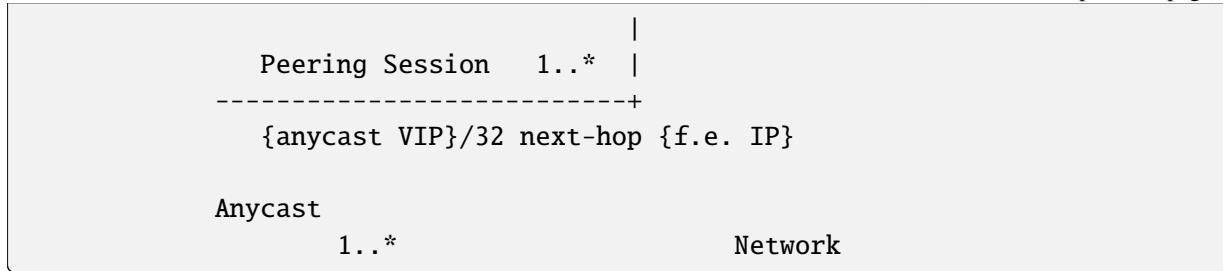 |
Peering Session 1..* |
---------------------------+
{anycast VIP}/32 next-hop {f.e. IP}
Anycast
1..* Network